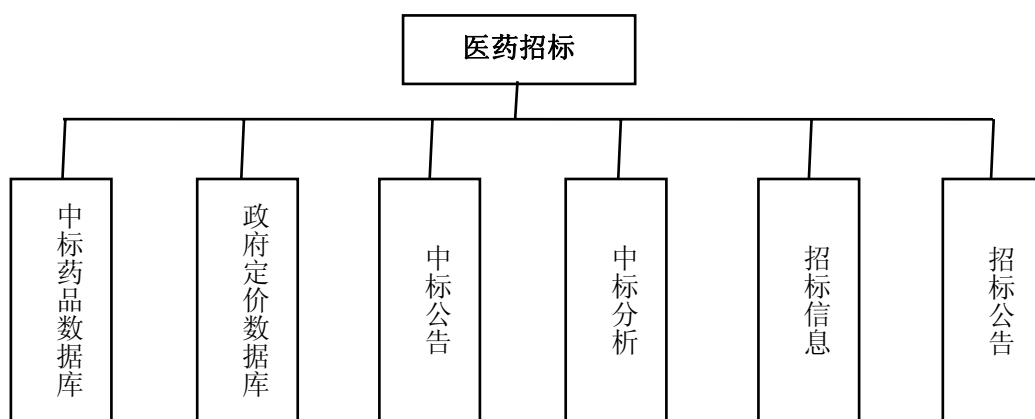 医药招标
中标药品数据库
政府定价数据库
中标公告
中标分析
招标信息
招标公告